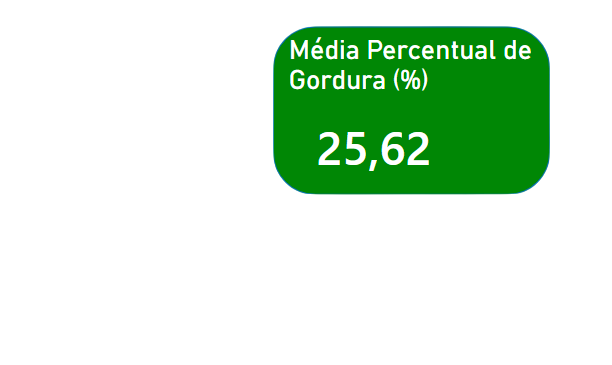 Média Percentual de
Gordura (%)
25,62